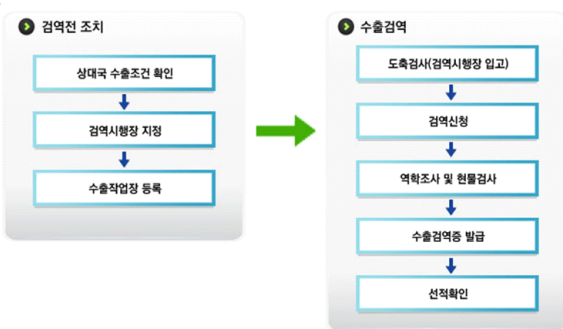 검역전 조치
상대국 수출조건 확인
검역시행장 지정
수출작업장 등록
수출검역
도축검사(검역시행장 입고)
검역신청
역학조사 및 현물검사
수출검역증 발급
선적확인